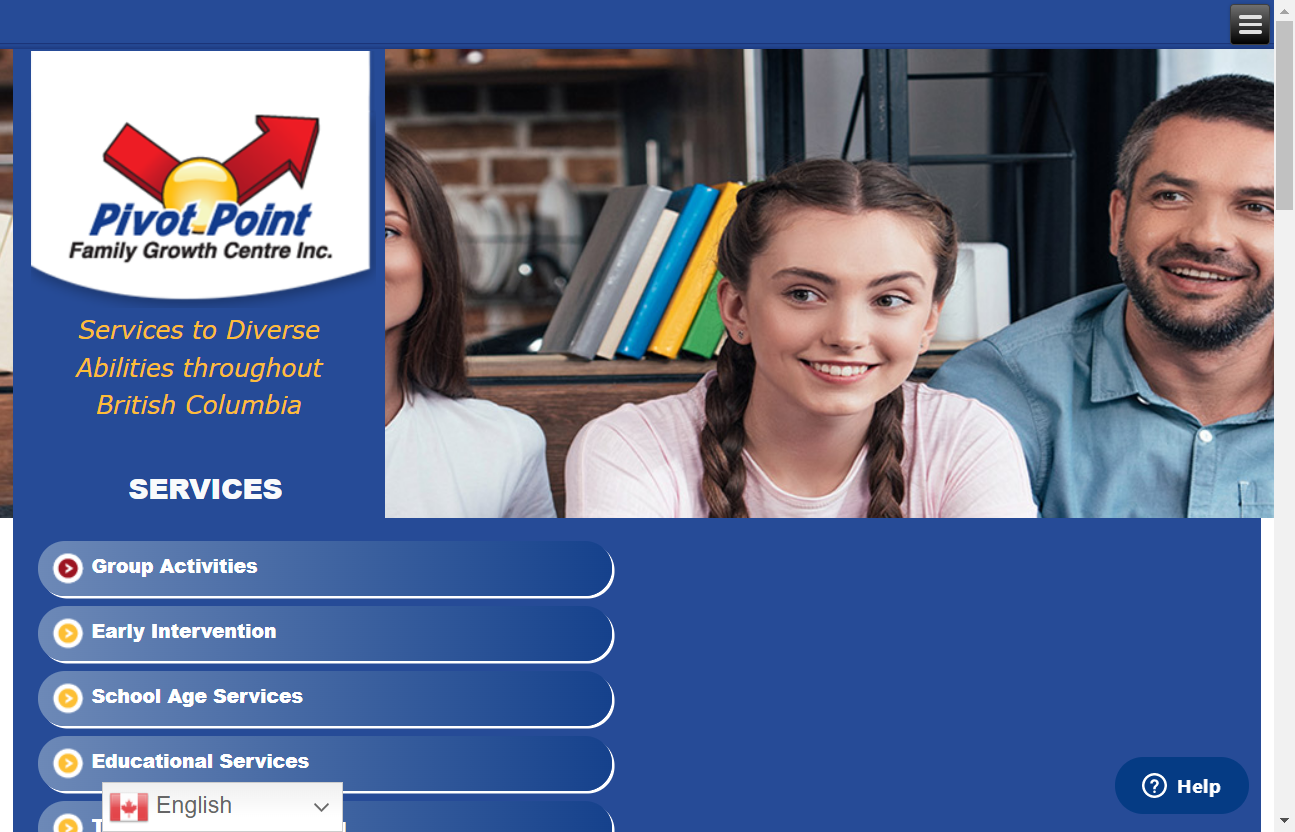 Pivot Point
Family Growth Centre Inc.
Services to Diverse
Abilities throughout
British Columbia
SERVICES
Group Activities
Early Intervention
School Age Services
Educational Services
English
Help